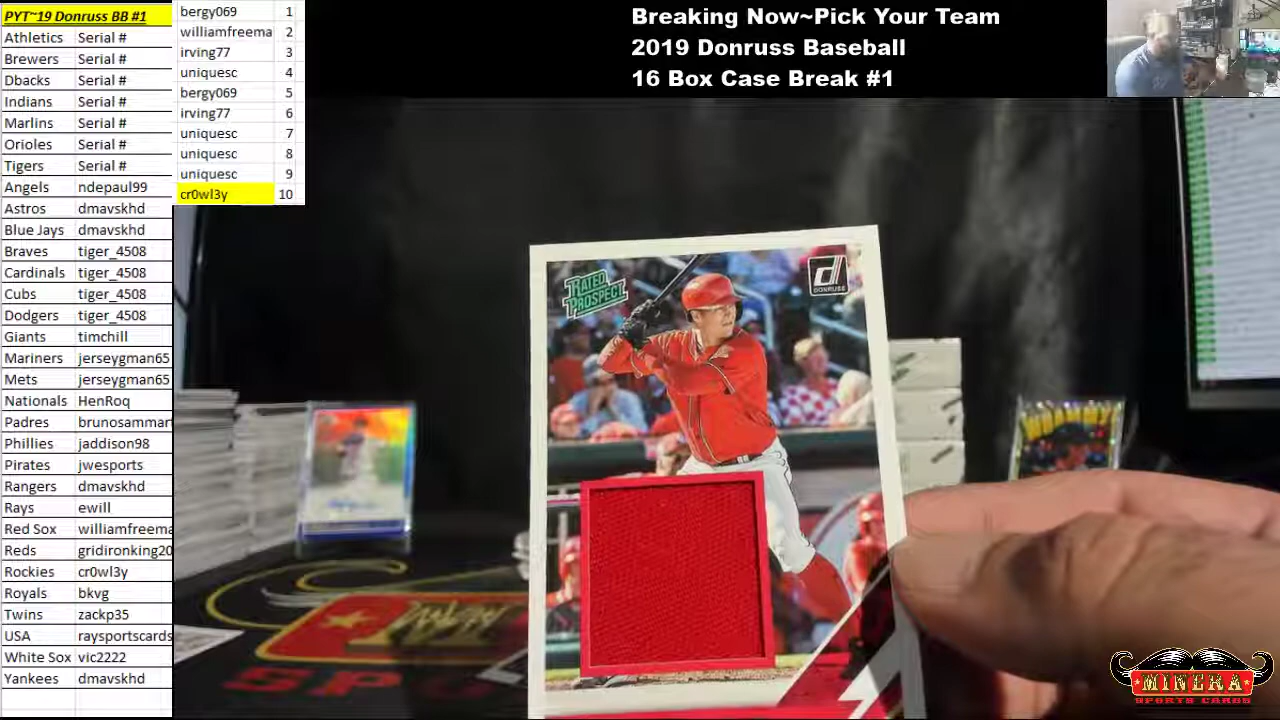 PYT~19 Donruss BB #1
Athletics Serial #
Brewers Serial #
Dbacks Serial #
Indians Serial #
Marlins Serial #
Orioles Serial #
Tigers Serial #
Angels ndepaul99
Astros dmavskhd
Blue Jays dmavskhd
Braves tiger_4508
Cardinals tiger_4508
Cubs tiger_4508
Dodgers tiger_4508
Giants timchill
Mariners jerseygman65
Mets jerseygman65
Nationals HenRoq
Padres brunosammar
Phillies jaddison98
Pirates jwesports
Rangers dmavskhd
Rays ewill
Red Sox williamfreema
Reds gridironking20
Rockies cr0wl3y
Royals bkvg
Twins zackp35
USA raysportscards
White Sox vic2222
Yankees dmavskhd
bergy069 1
williamfreema 2
irving77 3
uniquesc 4
bergy069 5
irving77 6
uniquesc 7
uniquesc 8
uniquesc 9
cr0wl3y 10
Breaking Now~Pick Your Team
2019 Donruss Baseball
16 Box Case Break #1
RATED
PROSPECT
d
DONRUSS
MINERA
SPORTS CARDS